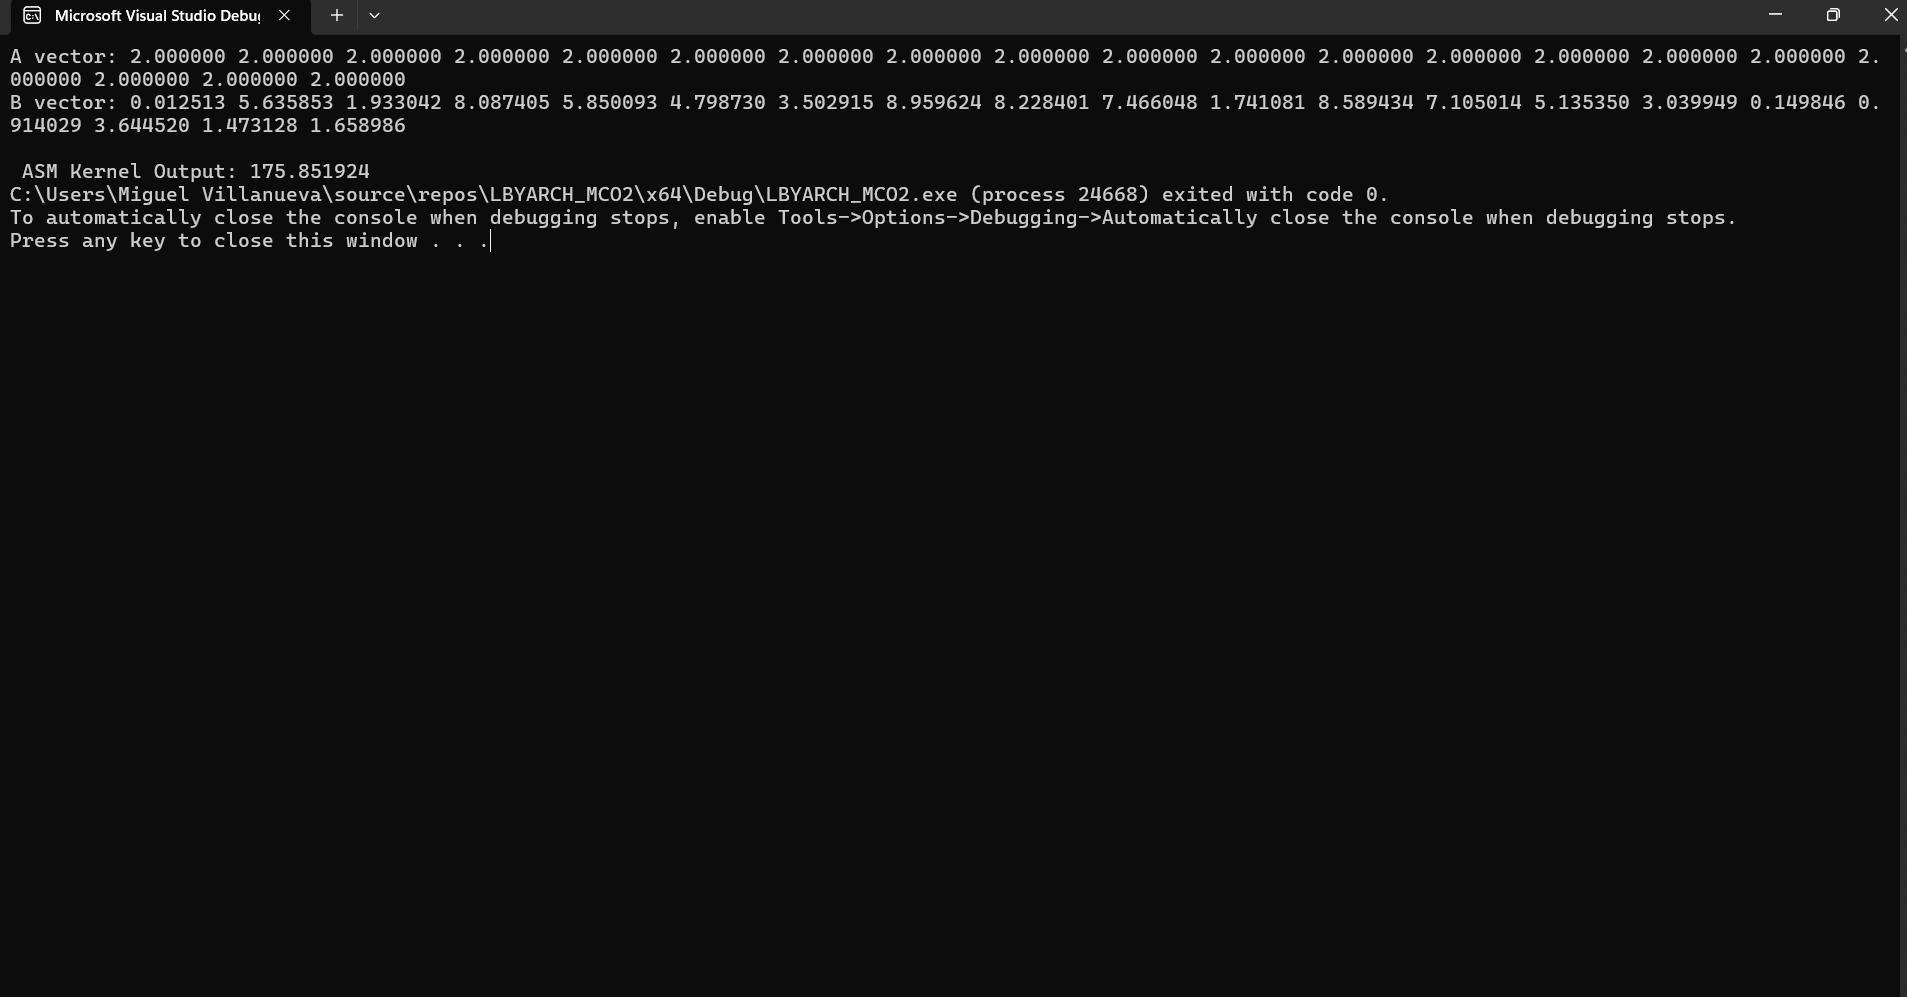 Microsoft Visual Studio Debug
A vector: 2.000000 2.000000 2.000000 2.000000 2.000000 2.000000 2.000000 2.000000 2.000000 2.000000 2.000000 2.000000 2.000000 2.000000 2.000000 2.000000 2.
000000 2.000000 2.000000 2.000000
B vector: 0.012513 5.635853 1.933042 8.087405 5.850093 4.798730 3.502915 8.959624 8.228401 7.466048 1.741081 8.589434 7.105014 5.135350 3.039949 0.149846 0.
914029 3.644520 1.473128 1.658986
ASM Kernel Output: 175.851924
C:\Users\Miguel Villanueva\source\repos\LBYARCH_MCO2\x64\Debug\LBYARCH_MCO2.exe (process 24668) exited with code 0.
To automatically close the console when debugging stops, enable Tools->Options->Debugging->Automatically close the console when debugging stops.
Press any key to close this window . . .